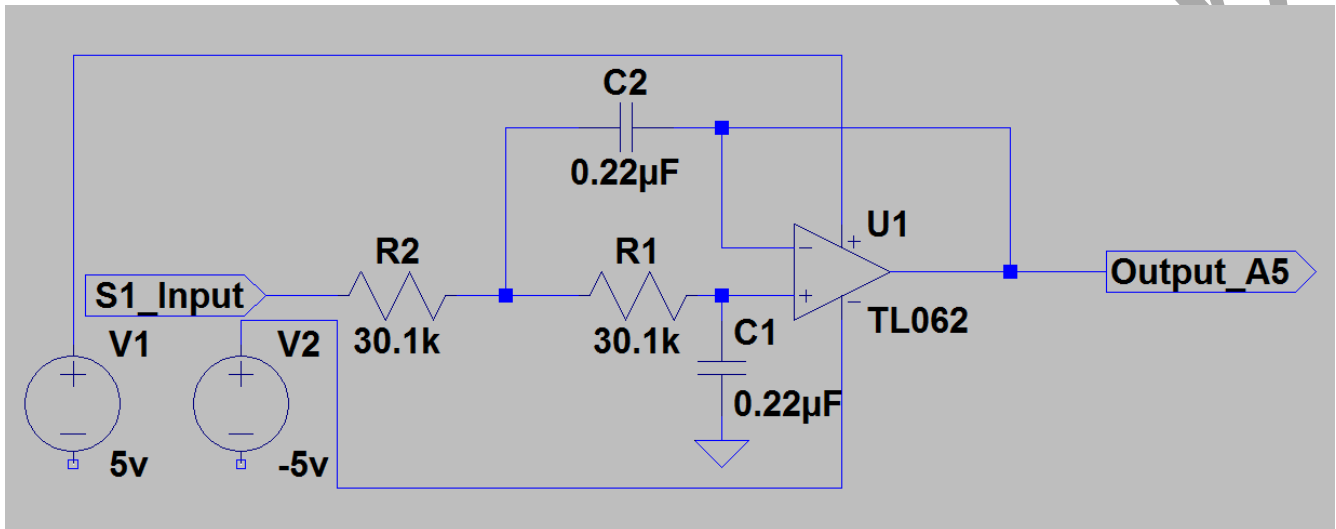 C2
0.22µF
R2
R1
U1
S1_Input
Output_A5
30.1k
30.1k
C1
TL062
V1
V2
0.22µF
5v
-5v